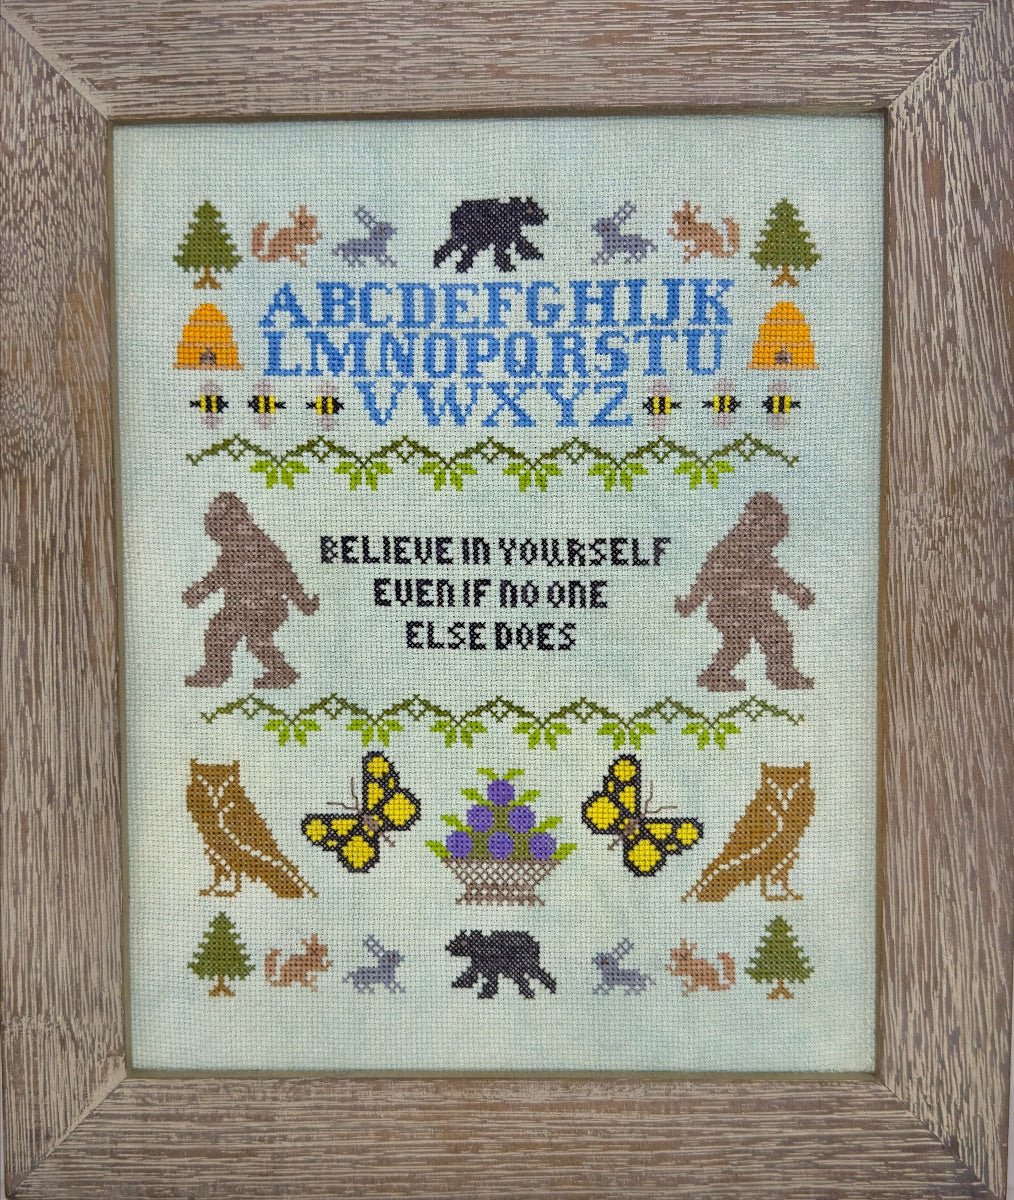 ABCDEFGHIJK
LMNOPQRSTU
VWXYZ
BELIEVE IN YOURSELF
EVEN IF NO ONE
ELSE DOES